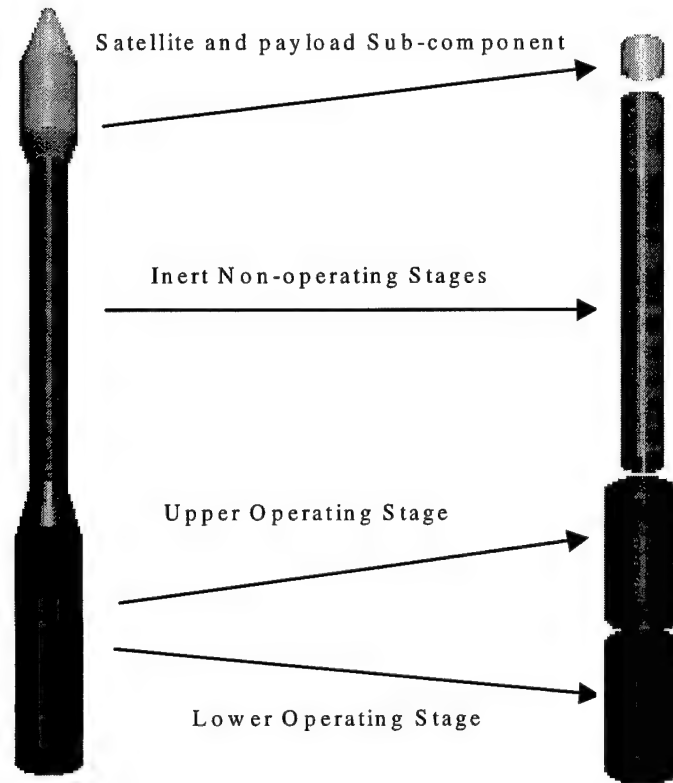 Satellite and payload Sub-component
Inert Non-operating Stages
Upper Operating Stage
Lower Operating Stage